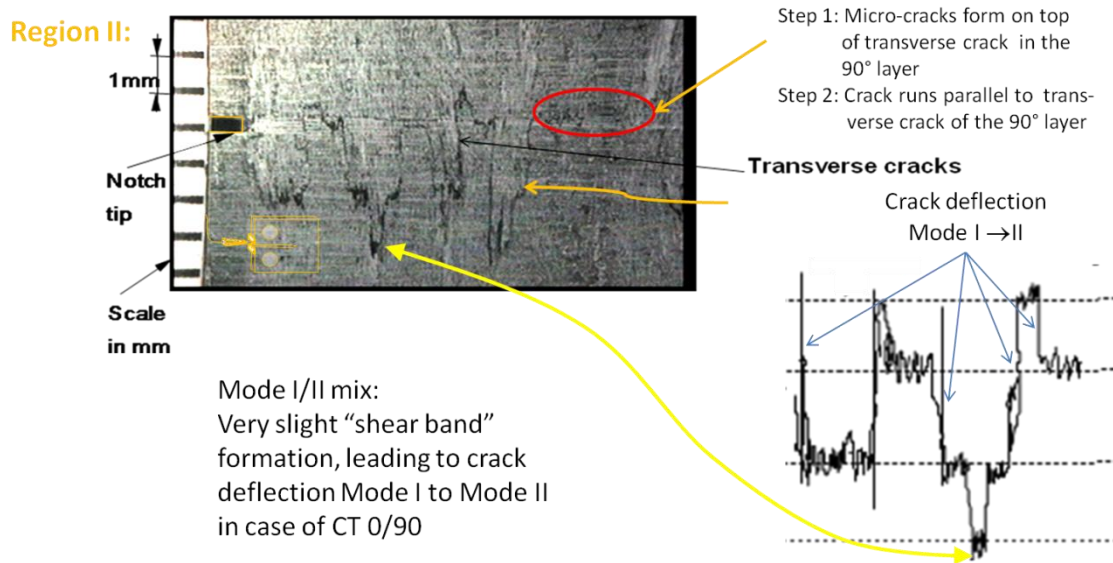 Region II:
1mm
Notch
tip
Scale
in mm
Step 1: Micro-cracks form on top
of transverse crack in the
90° layer
Step 2: Crack runs parallel to trans-
verse crack of the 90° layer
Transverse cracks
Crack deflection
Mode I →II
Mode I/II mix:
Very slight “shear band”
formation, leading to crack
deflection Mode I to Mode II
in case of CT 0/90